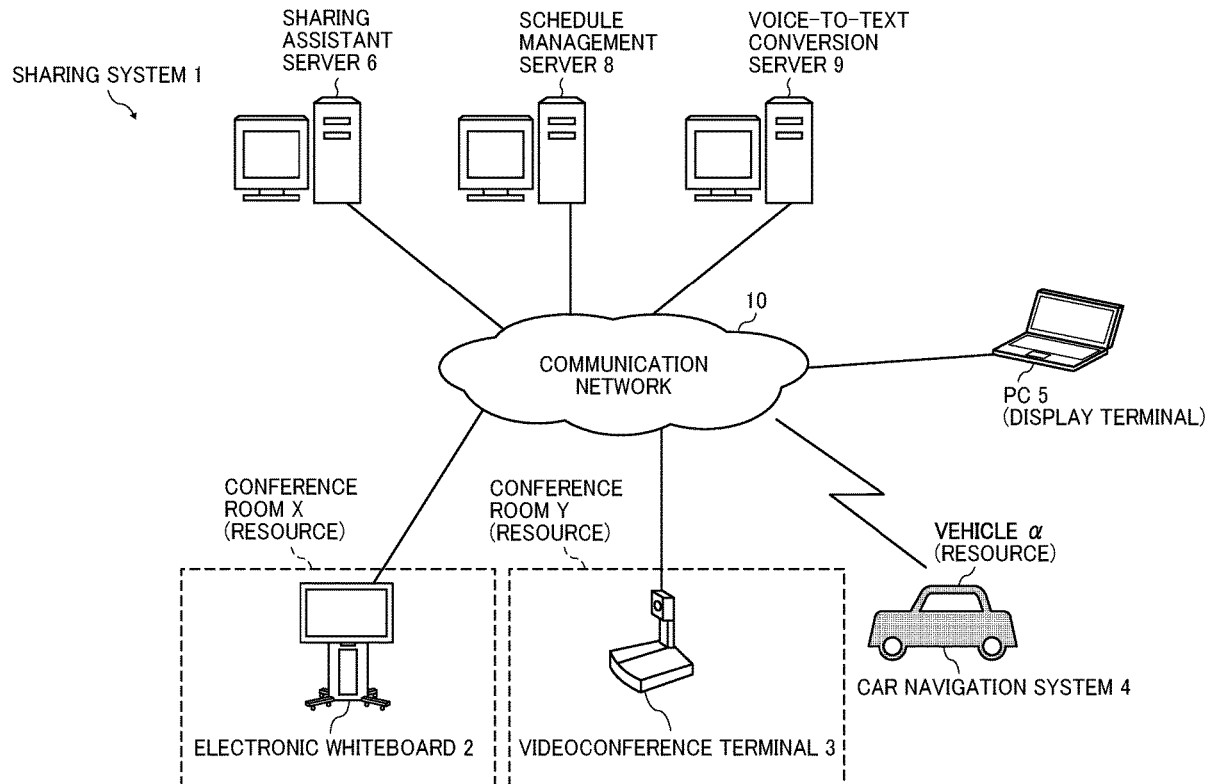 SHARING SYSTEM 1
SHARING
ASSISTANT
SERVER 6
SCHEDULE
MANAGEMENT
SERVER 8
VOICE-TO-TEXT
CONVERSION
SERVER 9
10
COMMUNICATION
NETWORK
PC 5
(DISPLAY TERMINAL)
CONFERENCE
ROOM X
(RESOURCE)
CONFERENCE
ROOM Y
(RESOURCE)
VEHICLE α
(RESOURCE)
CAR NAVIGATION SYSTEM 4
ELECTRONIC WHITEBOARD 2
VIDEOCONFERENCE TERMINAL 3